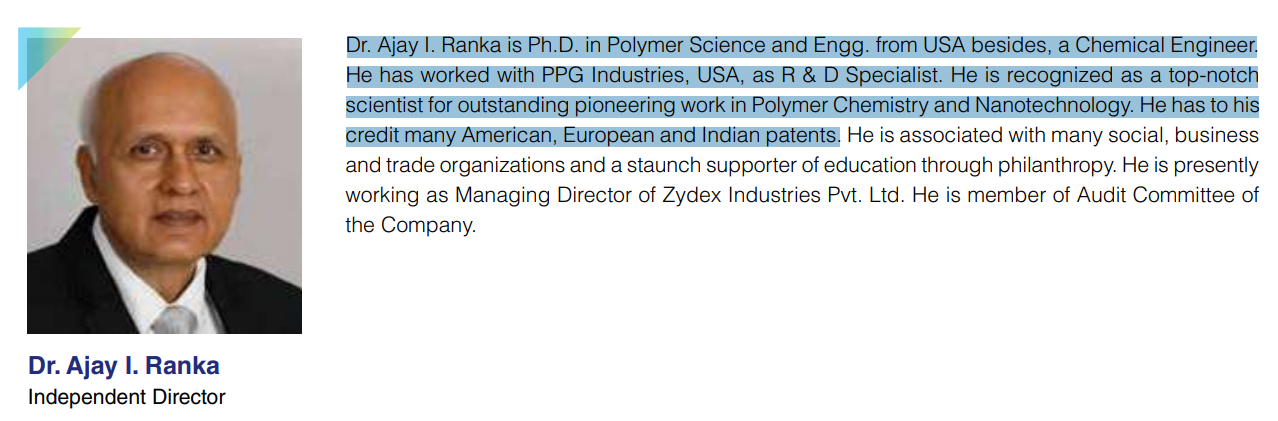 Dr. Ajay I. Ranka is Ph.D. in Polymer Science and Engg. from USA besides, a Chemical Engineer.
He has worked with PPG Industries, USA, as R & D Specialist. He is recognized as a top-notch
scientist for outstanding pioneering work in Polymer Chemistry and Nanotechnology. He has to his
credit many American, European and Indian patents. He is associated with many social, business
and trade organizations and a staunch supporter of education through philanthropy. He is presently
working as Managing Director of Zydex Industries Pvt. Ltd. He is member of Audit Committee of
the Company.
Dr. Ajay I. Ranka
Independent Director